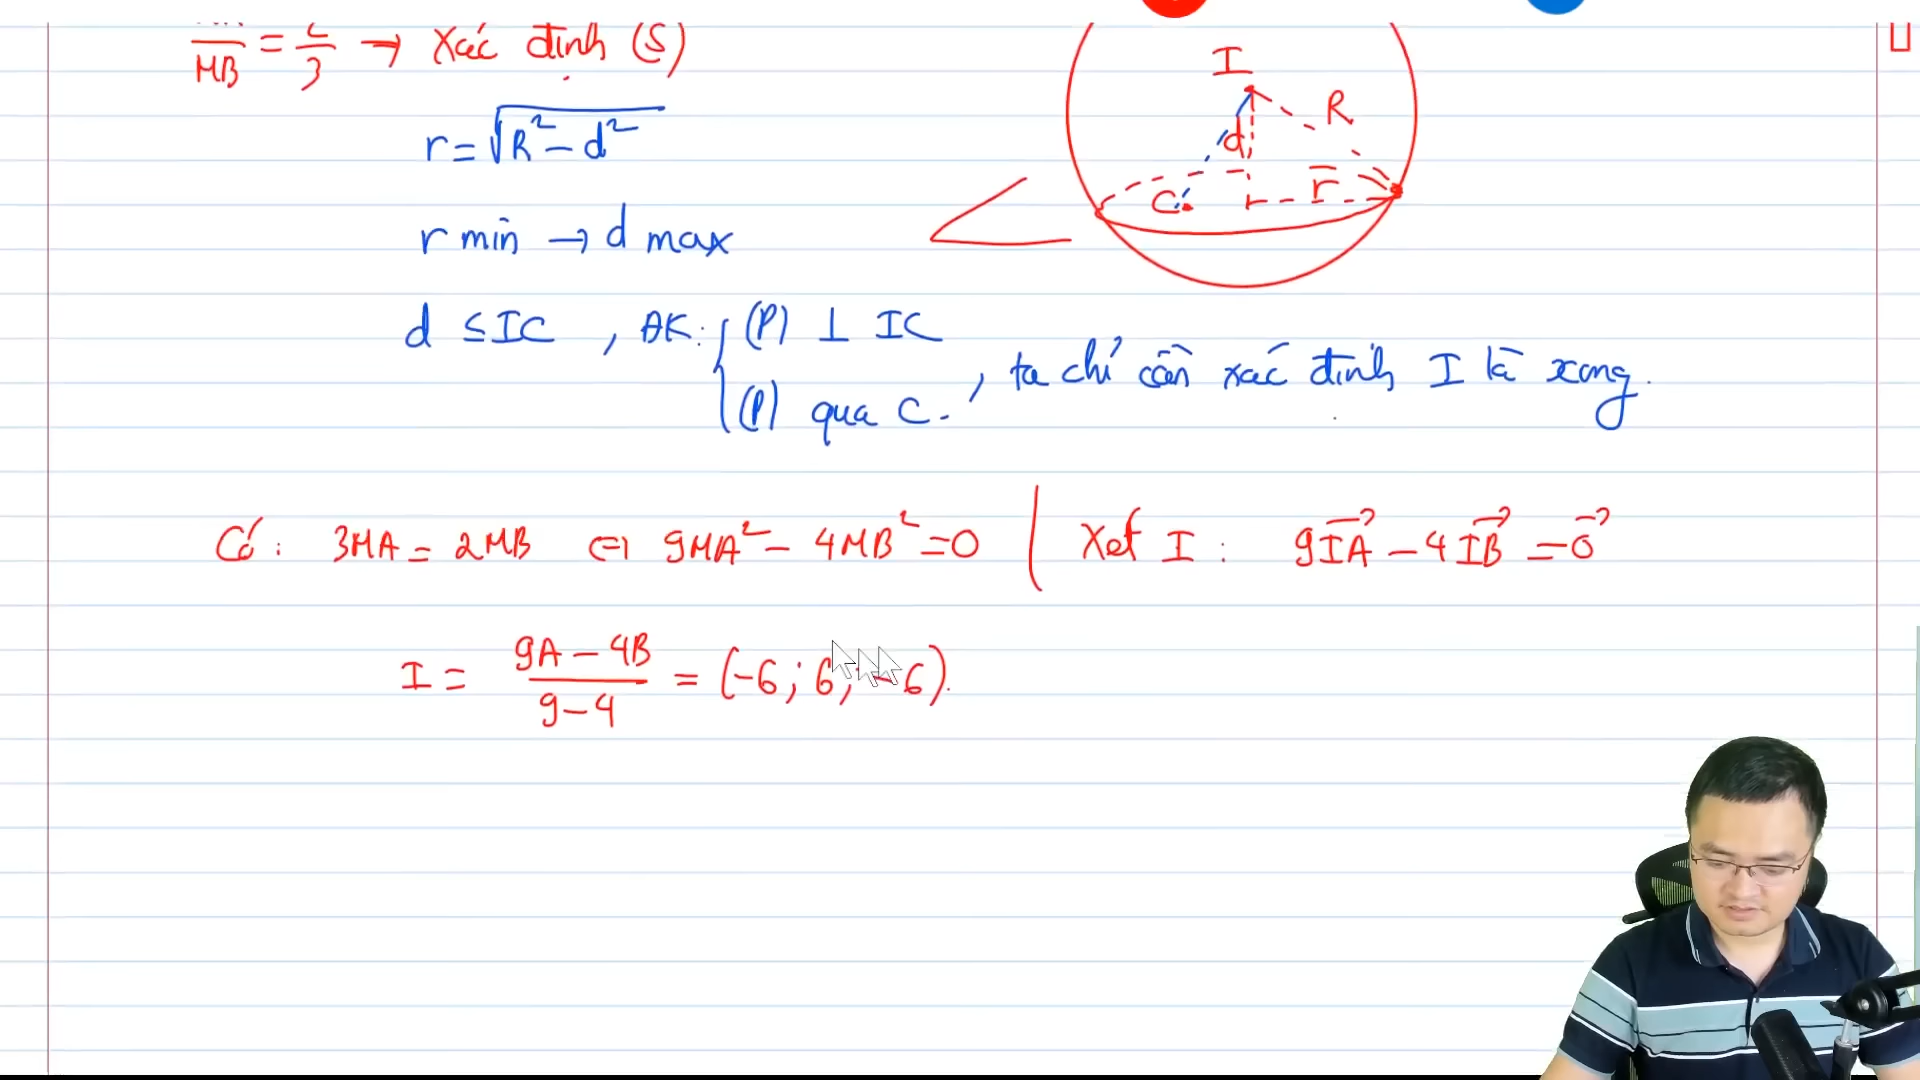 MB = 3 → Xác định (S)
I
R
d
r
C
r = √R² - d²
r min → d max
d ≤ IC , ĐK: { (P) ⊥ IC
(P) qua C. , ta chỉ cần xác định I là xong.
Có : 3MA = 2MB ⇔ 9MA² - 4MB² = 0 | Xét I : 9IA - 4IB = 0
I = 9A - 4B / 9 - 4 = (-6 ; 6 ; -6).